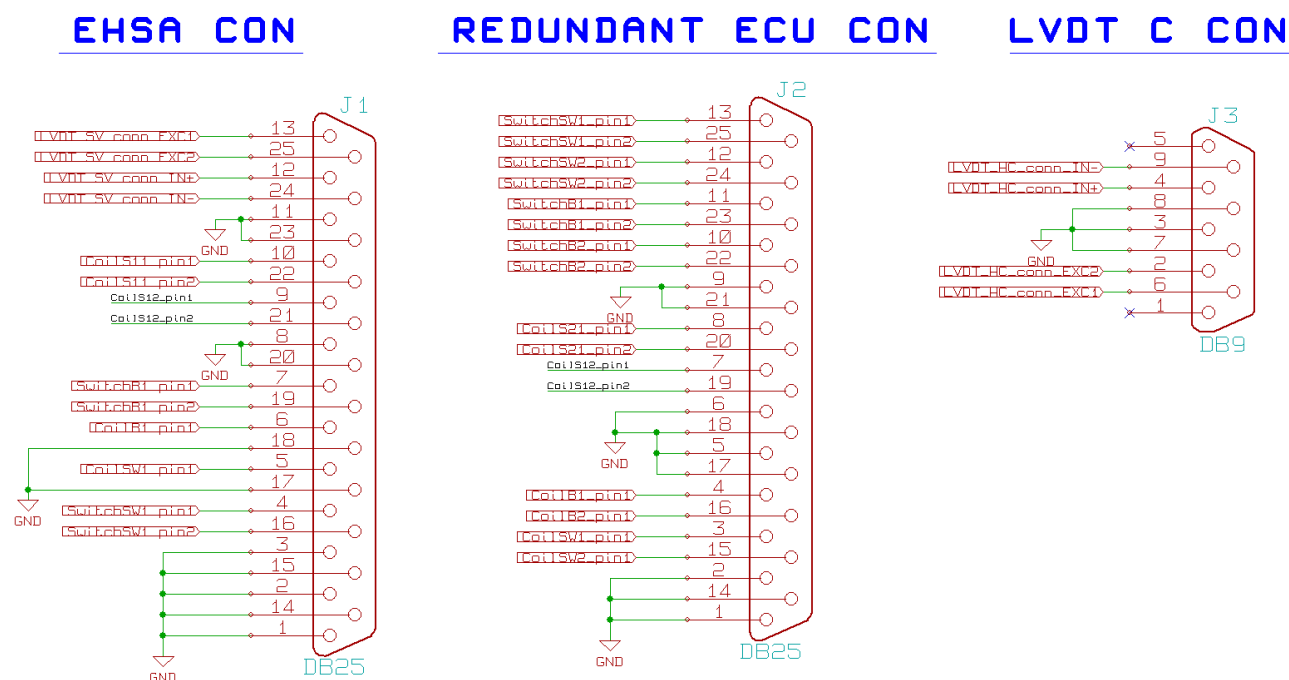 EHSA CON
REDUNDANT ECU CON
LVDT C CON
J1
LVDT_SV_conn_EXC1 13
LVDT_SV_conn_EXC2 25
LVDT_SV_conn_IN+ 12
LVDT_SV_conn_IN- 24
11
GND 23
CoilS11_pin1 10
CoilS11_pin2 22
CoilS12_pin1 9
CoilS12_pin2 21
8
GND 20
SwitchB1_pin1 7
SwitchB1_pin2 19
CoilB1_pin1 6
18
CoilSW1_pin1 5
17
GND
SwitchSW1_pin1 4
SwitchSW1_pin2 16
3
15
2
14
1
GND
DB25
J2
SwitchSW1_pin1 13
SwitchSW1_pin2 25
SwitchSW2_pin1 12
SwitchSW2_pin2 24
SwitchB1_pin1 11
SwitchB1_pin2 23
SwitchB2_pin1 10
SwitchB2_pin2 22
9
GND 21
CoilS21_pin1 8
CoilS21_pin2 20
CoilS12_pin1 7
CoilS12_pin2 19
6
18
GND 5
17
CoilB1_pin1 4
CoilB2_pin1 16
CoilSW1_pin1 3
CoilSW2_pin1 15
2
14
1
GND
DB25
J3
5
LVDT_HC_conn_IN- 9
LVDT_HC_conn_IN+ 4
8
3
GND 7
LVDT_HC_conn_EXC2 2
LVDT_HC_conn_EXC1 6
1
DB9